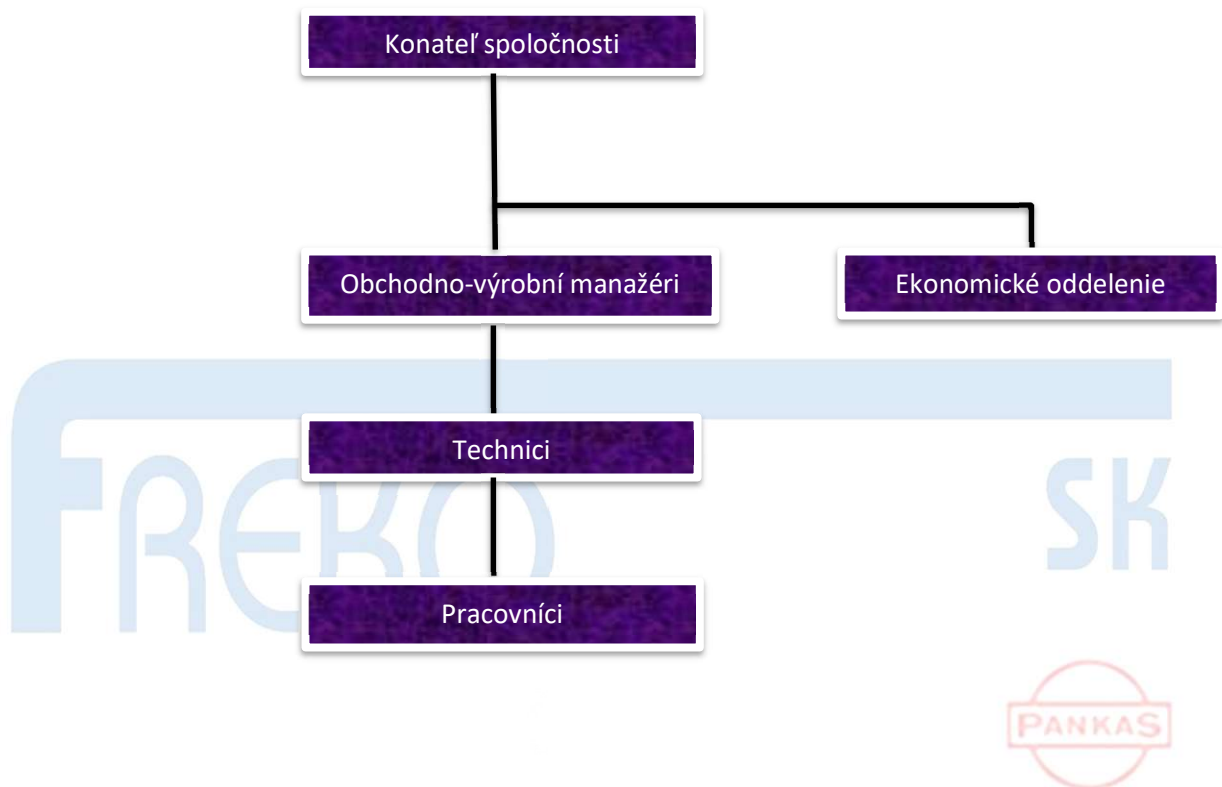 Konateľ spoločnosti
Obchodno-výrobní manažéri
Ekonomické oddelenie
Technici
FREKO SK
Pracovníci
PANKAS